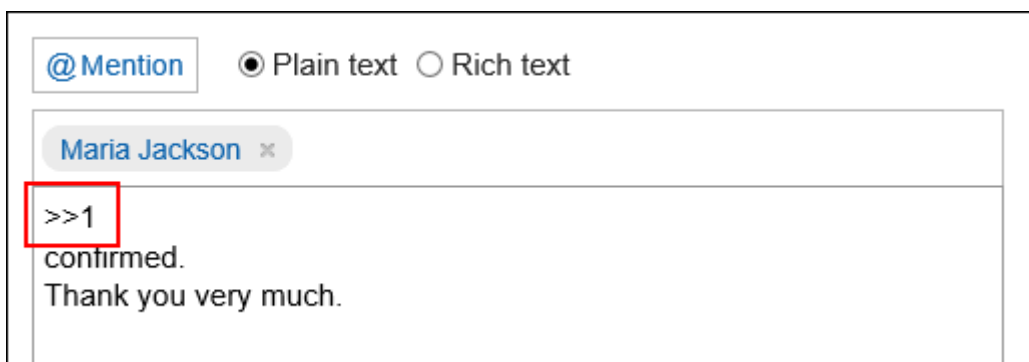 @Mention Plain text Rich text
Maria Jackson ×
>>1
confirmed.
Thank you very much.